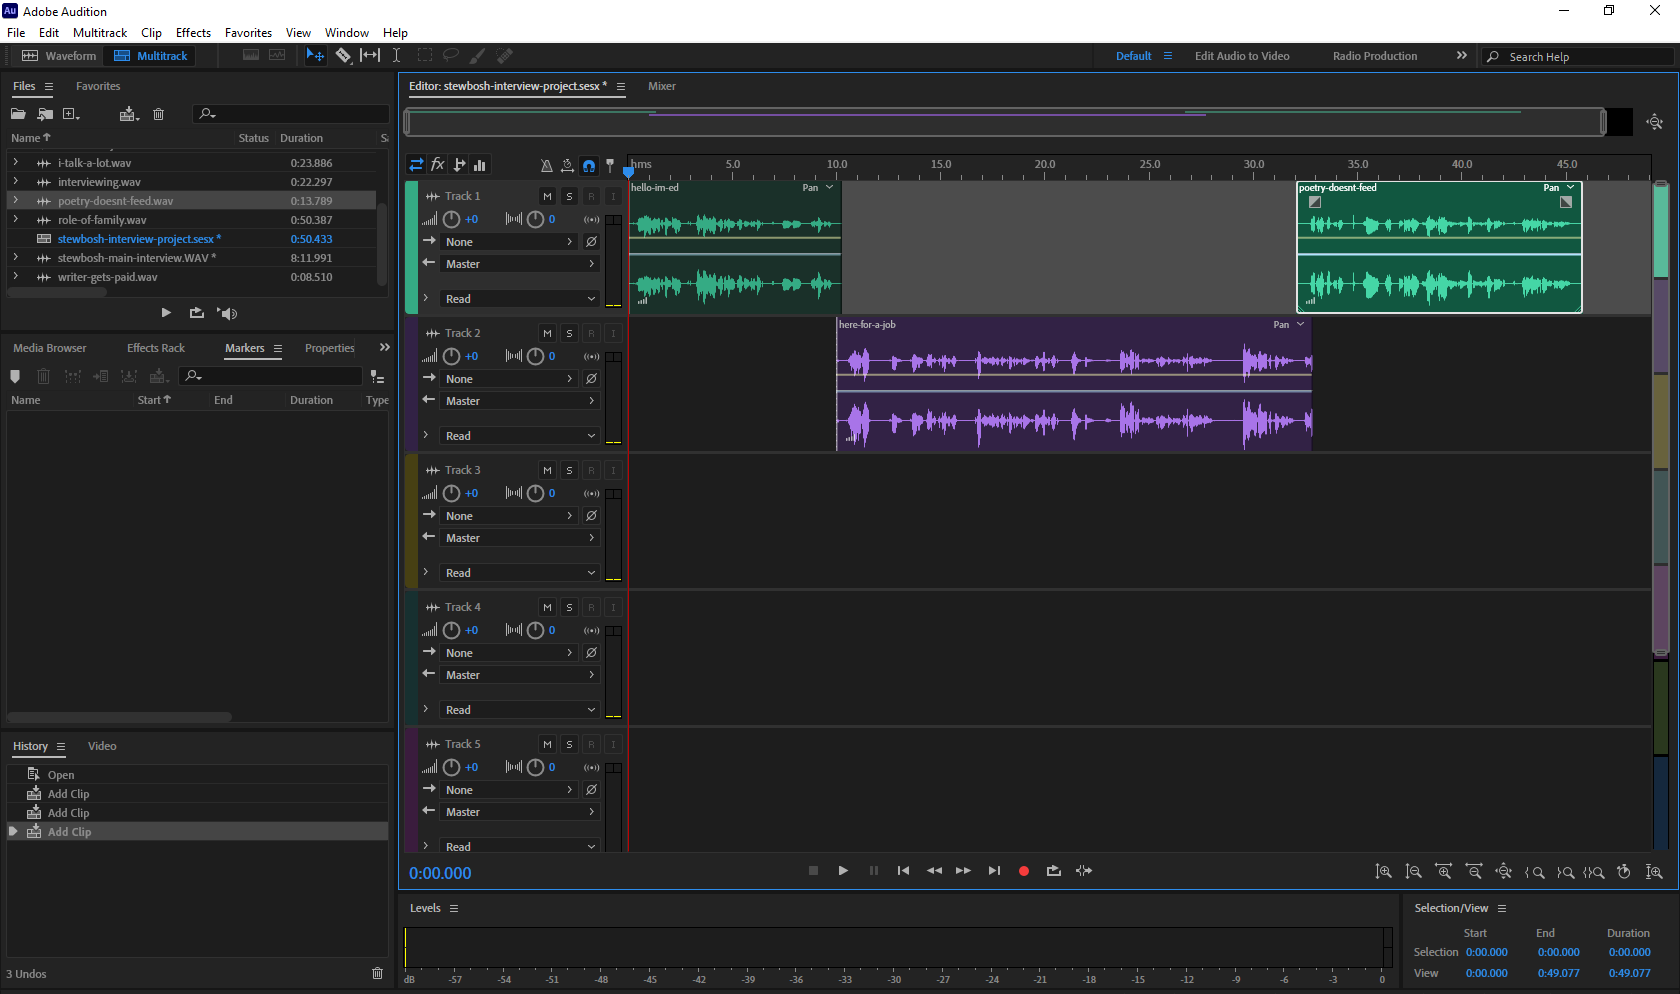 Au Adobe Audition
File Edit Multitrack Clip Effects Favorites View Window Help
Waveform Multitrack Default Edit Audio to Video Radio Production Search Help
Files Favorites
Name Status Duration
i-talk-a-lot.wav 0:23.886
interviewing.wav 0:22.297
poetry-doesnt-feed.wav 0:13.789
role-of-family.wav 0:50.387
stewbosh-interview-project.sesx * 0:50.433
stewbosh-main-interview.WAV * 8:11.991
writer-gets-paid.wav 0:08.510
Media Browser Effects Rack Markers Properties
Name Start End Duration Type
History Video
Open
Add Clip
Add Clip
Add Clip
3 Undos
Editor: stewbosh-interview-project.sesx * Mixer
fx hms 5.0 10.0 15.0 20.0 25.0 30.0 35.0 40.0 45.0
Track 1 M S R I
+0 0
None
Master
Read
hello-im-ed Pan
poetry-doesnt-feed Pan
Track 2 M S R I
+0 0
None
Master
Read
here-for-a-job Pan
Track 3 M S R I
+0 0
None
Master
Read
Track 4 M S R I
+0 0
None
Master
Read
Track 5 M S R I
+0 0
None
Master
Read
0:00.000
Levels
dB -57 -54 -51 -48 -45 -42 -39 -36 -33 -30 -27 -24 -21 -18 -15 -12 -9 -6 -3 0
Selection/View
Start End Duration
Selection 0:00.000 0:00.000 0:00.000
View 0:00.000 0:49.077 0:49.077